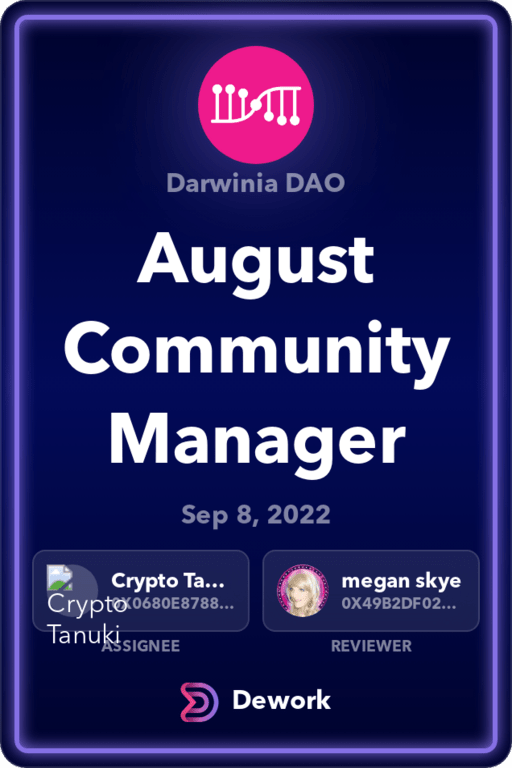 Darwinia DAO
August
Community
Manager
Sep 8, 2022
Crypto Ta...
0X0680E8788...
Crypto
Tanuki
ASSIGNEE
megan skye
0X49B2DF02...
REVIEWER
Dework